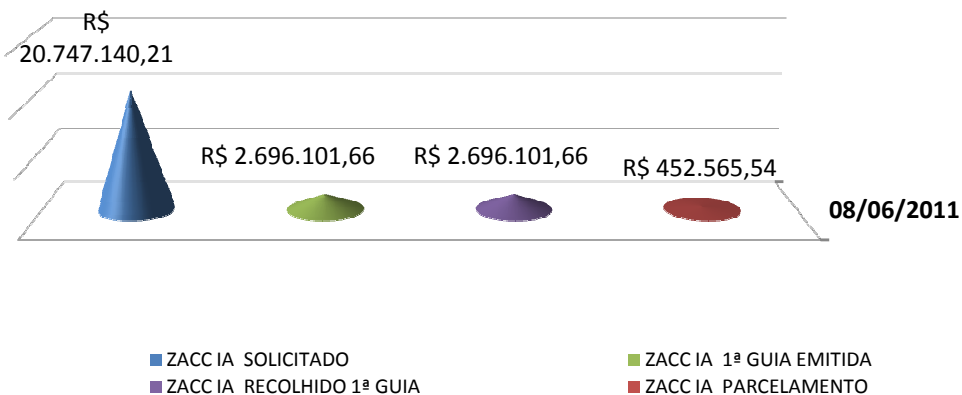 R$
20.747.140,21
R$ 2.696.101,66
R$ 2.696.101,66
R$ 452.565,54
08/06/2011
ZACC IA SOLICITADO
ZACC IA 1ª GUIA EMITIDA
ZACC IA RECOLHIDO 1ª GUIA
ZACC IA PARCELAMENTO